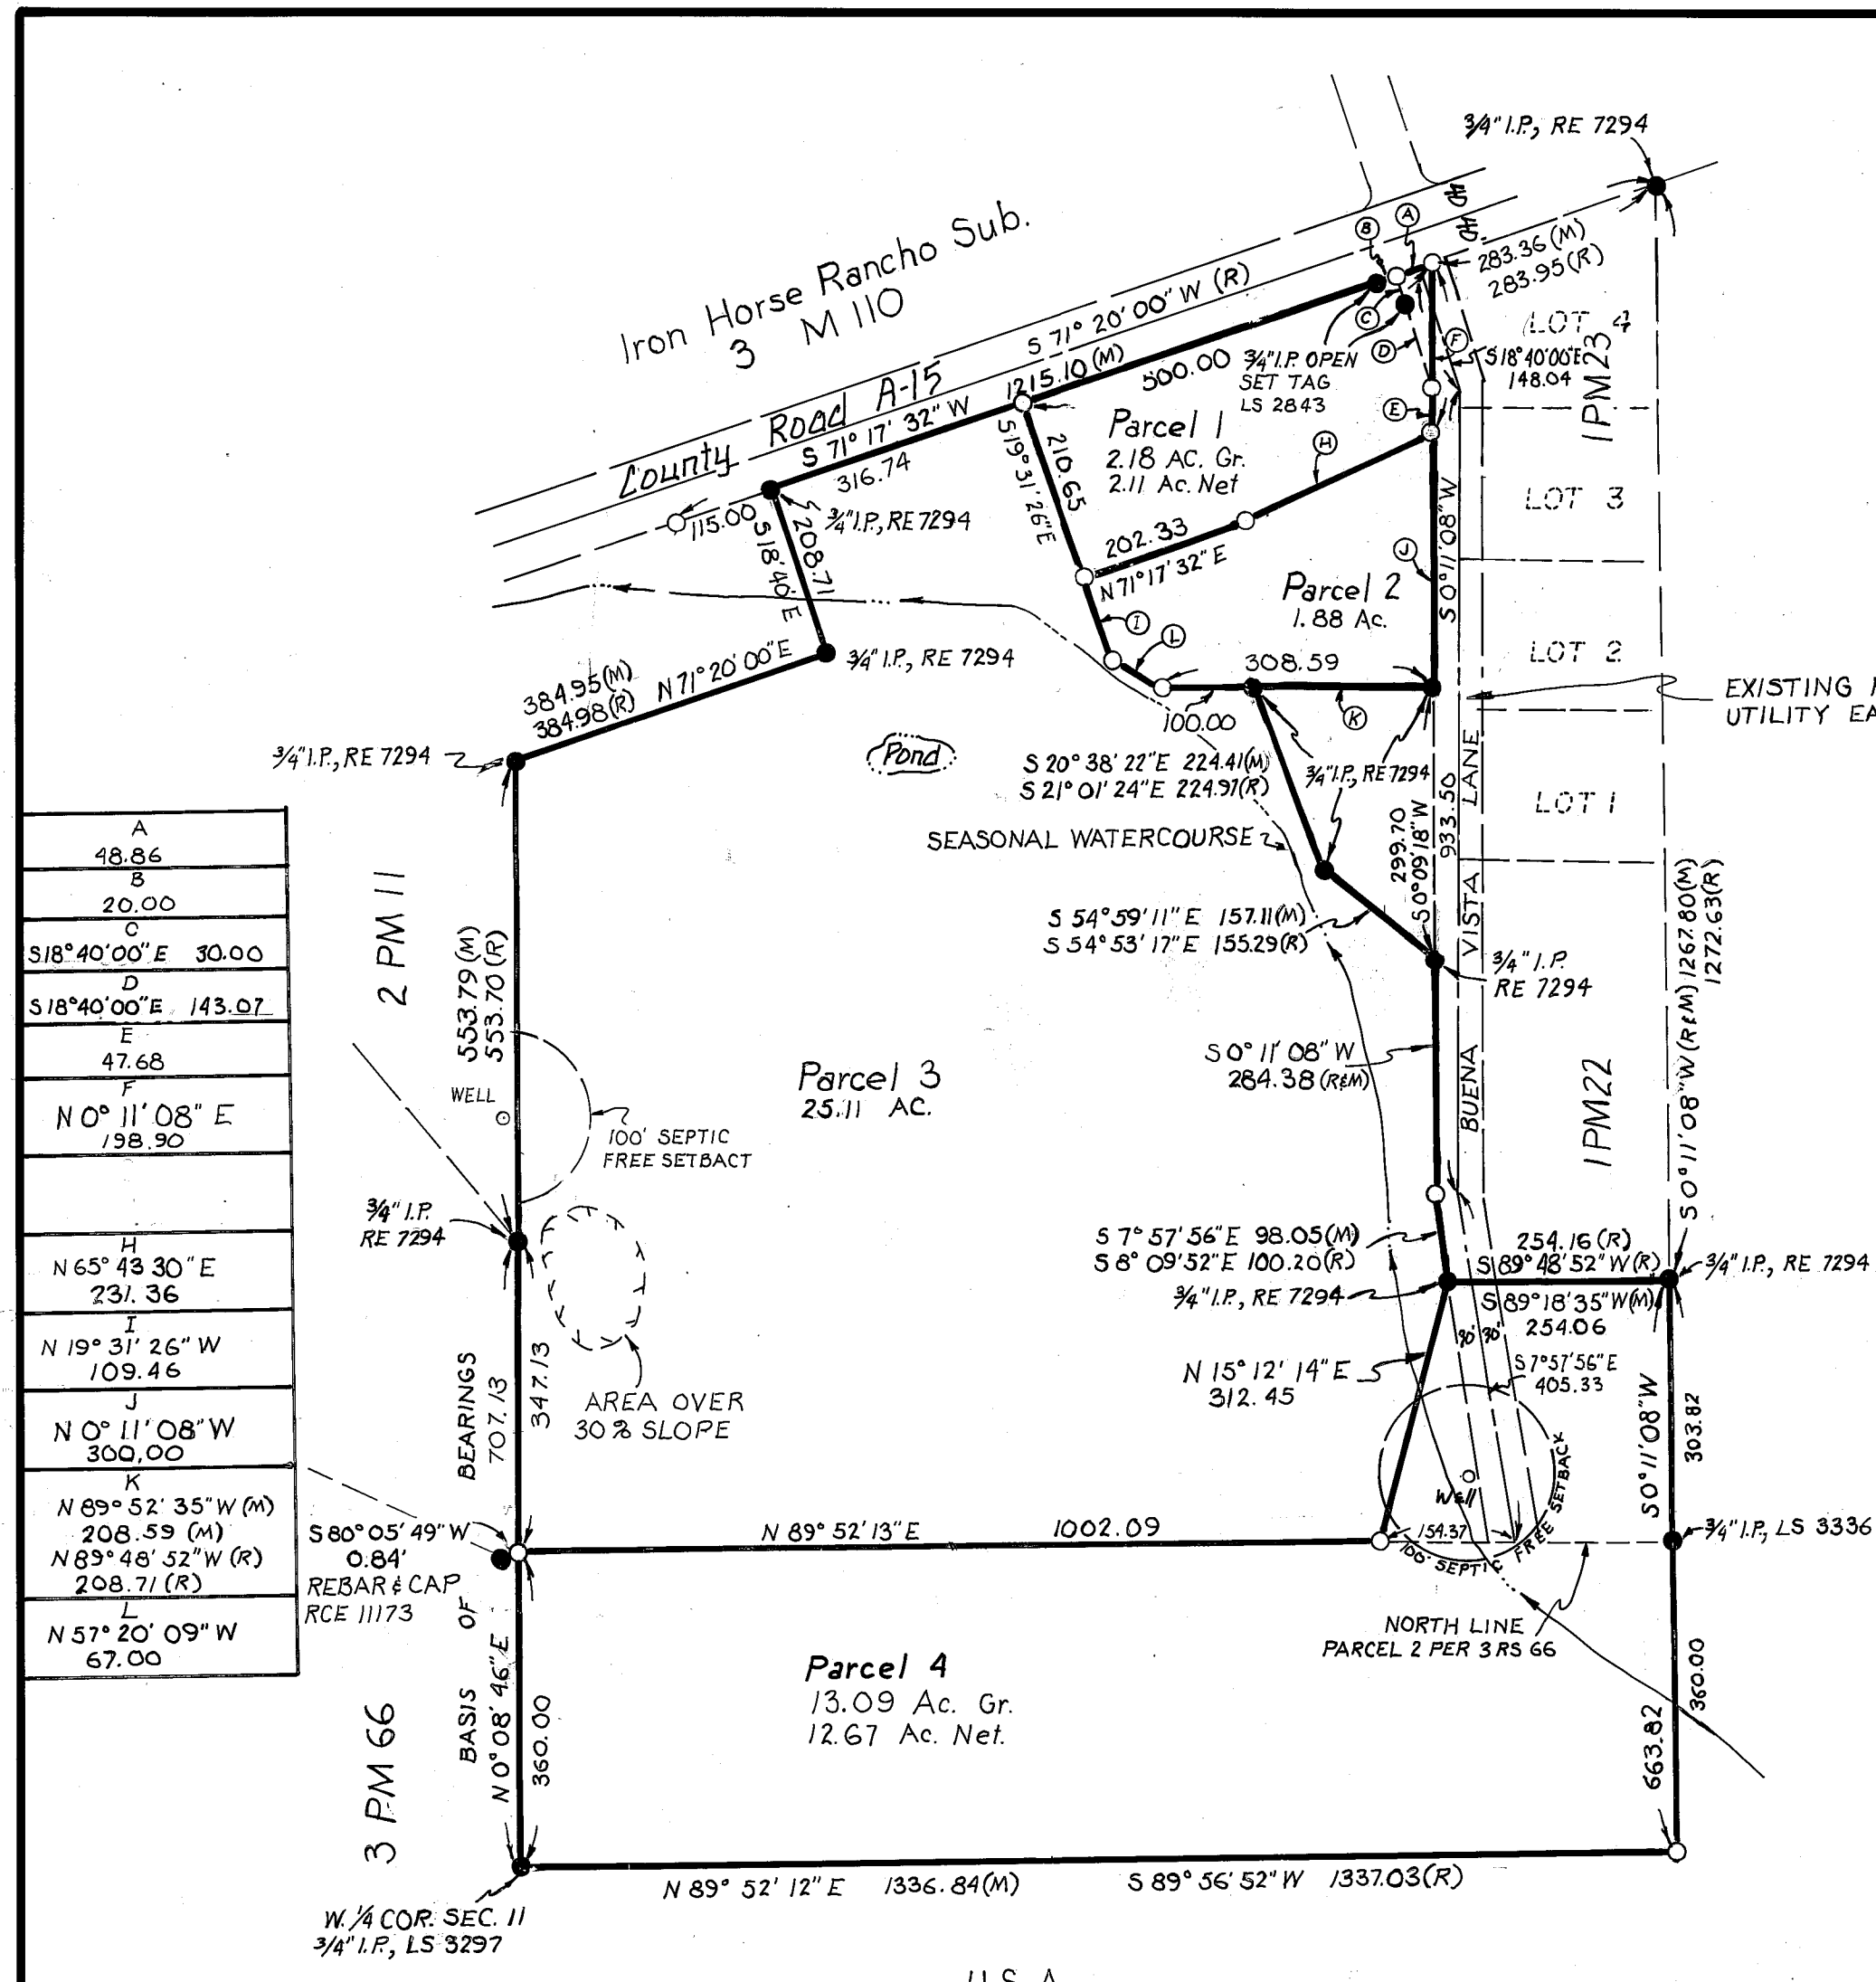 3/4" I.P., RE 7294
Iron Horse Rancho Sub.
3 M 110
County Road A-15
S 71° 20' 00" W (R)
1215.10 (M)
S 71° 17' 32" W
316.74
500.00
B
A
C
D
F
E
H
283.36 (M)
283.95 (R)
LOT 4
S18°40'00"E
148.04
1PM23
3/4" I.P. OPEN
SET TAG
LS 2843
Parcel 1
2.18 AC. Gr.
2.11 Ac. Net
210.65
S19°31'26"E
115.00
3/4" I.P., RE 7294
208.71
S18°40' E
202.33
N71°17'32"E
LOT 3
S0°11'08"W
J
Parcel 2
1.88 Ac.
I
L
308.59
LOT 2
3/4" I.P., RE 7294
384.95(M)
384.98(R)
N71°20'00"E
3/4" I.P., RE 7294
Pond
100.00
K
EXISTING
UTILITY
S 20° 38' 22"E 224.41(M)
S 21° 01' 24"E 224.97(R)
3/4" I.P., RE 7294
LOT 1
SEASONAL WATERCOURSE
299.70
S0°09'18"W
933.50
BUENA VISTA LANE
A
48.86
B
20.00
C
S18°40'00"E 30.00
D
S18°40'00"E 143.07
E
47.68
F
N 0° 11' 08" E
198.90
H
N 65° 43 30" E
231.36
I
N 19° 31' 26" W
109.46
J
N 0° 11' 08" W
300.00
K
N 89° 52' 35" W (M)
208.59 (M)
N 89° 48' 52" W (R)
208.71 (R)
L
N 57° 20' 09" W
67.00
2 PM 11
553.79 (M)
553.70 (R)
S 54° 59' 11" E 157.11(M)
S 54° 53' 17" E 155.29(R)
3/4" I.P.
RE 7294
S 0° 11' 08" W (R&M) 1267.80(M)
1272.63(R)
WELL
100' SEPTIC
FREE SETBACT
Parcel 3
25.11 AC.
S 0° 11' 08" W
284.38 (R&M)
1PM22
3/4" I.P.
RE 7294
S 7° 57' 56" E 98.05(M)
S 8° 09' 52" E 100.20(R)
3/4" I.P., RE 7294
254.16 (R)
S 89° 48' 52" W (R)
3/4" I.P., RE 7294
S 89° 18' 35" W (M)
254.06
30' 30'
S 7° 57' 56" E
405.33
AREA OVER
30% SLOPE
BASIS OF BEARINGS
N 0° 08' 46" E
707.13
347.13
N 15° 12' 14" E
312.45
Well
100' SEPTIC FREE SETBACK
S 0° 11' 08" W
303.82
S 80° 05' 49" W
0.84'
REBAR & CAP
RCE 11173
N 89° 52' 13" E 1002.09
154.37
3/4" I.P., LS 3336
NORTH LINE
PARCEL 2 PER 3 RS 66
3 PM 66
360.00
Parcel 4
13.09 Ac. Gr.
12.67 Ac. Net.
663.82
360.00
N 89° 52' 12" E 1336.84(M) S 89° 56' 52" W 1337.03(R)
W. 1/4 COR. SEC. 11
3/4" I.P., LS 3297